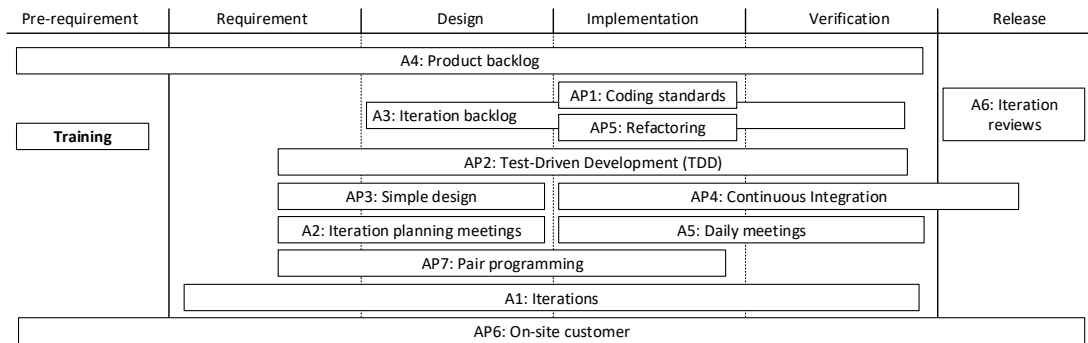 Pre-requirement Requirement Design Implementation Verification Release
A4: Product backlog
AP1: Coding standards
A3: Iteration backlog
A6: Iteration
reviews
AP5: Refactoring
Training
AP2: Test-Driven Development (TDD)
AP3: Simple design AP4: Continuous Integration
A2: Iteration planning meetings A5: Daily meetings
AP7: Pair programming
A1: Iterations
AP6: On-site customer